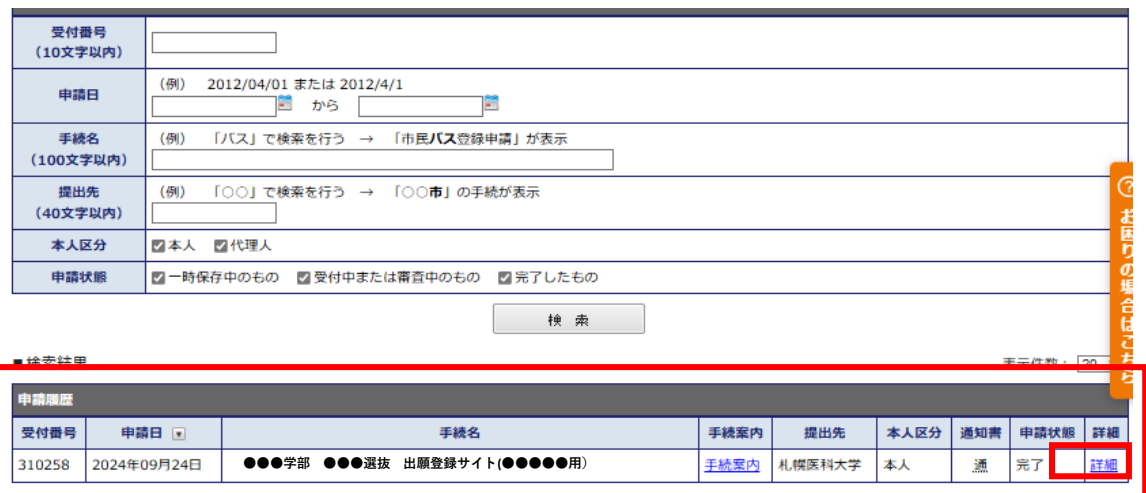 受付番号
（10文字以内）
申請日
（例） 2012/04/01 または 2012/4/1
から
手続名
（100文字以内）
（例） 「バス」で検索を行う → 「市民バス登録申請」が表示
提出先
（40文字以内）
（例） 「○○」で検索を行う → 「○○市」の手続が表示
本人区分
本人 代理人
申請状態
一時保存中のもの 受付中または審査中のもの 完了したもの
検 索
お困りの場合はこちら
■検索結果
表示件数：
申請履歴
受付番号 申請日 手続名 手続案内 提出先 本人区分 通知書 申請状態 詳細
310258 2024年09月24日 ●●●学部 ●●●選抜 出願登録サイト(●●●●●用） 手続案内 札幌医科大学 本人 通 完了 詳細